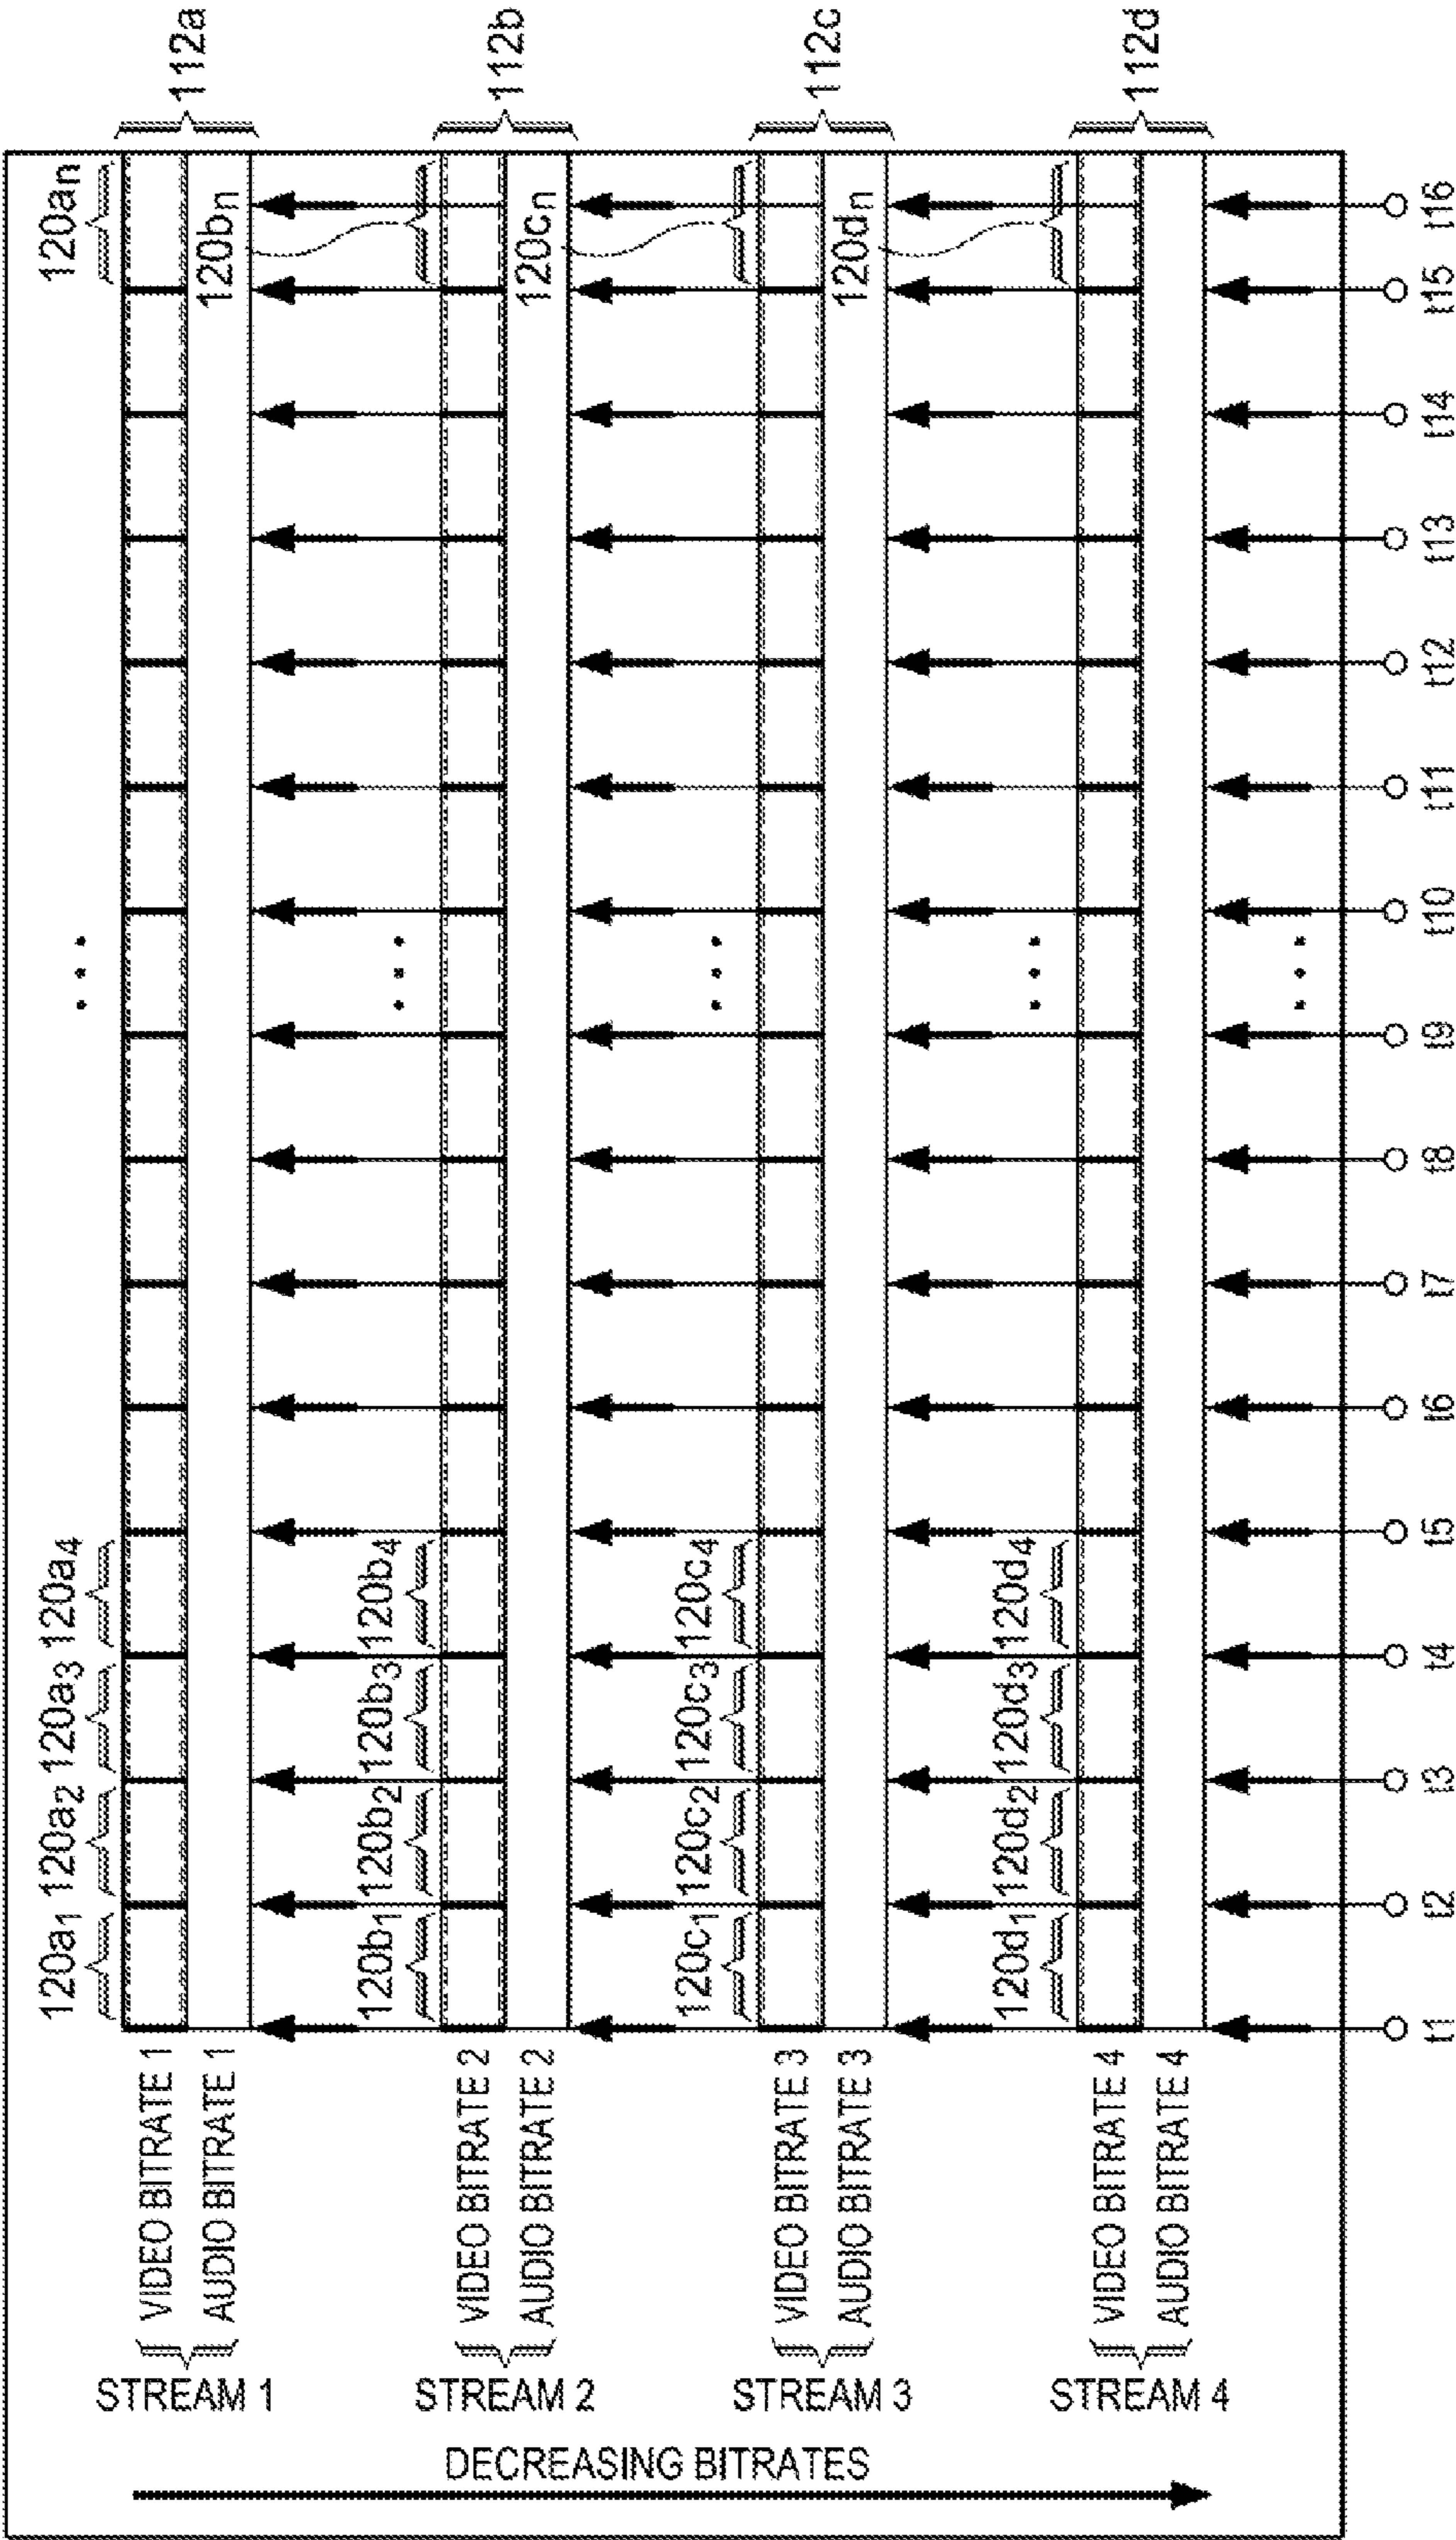 DECREASING BITRATES
STREAM 1
VIDEO BITRATE 1
AUDIO BITRATE 1
120a1 120a2 120a3 120a4
...
120an
112a
STREAM 2
VIDEO BITRATE 2
AUDIO BITRATE 2
120b1 120b2 120b3 120b4
...
120bn
112b
STREAM 3
VIDEO BITRATE 3
AUDIO BITRATE 3
120c1 120c2 120c3 120c4
...
120cn
112c
STREAM 4
VIDEO BITRATE 4
AUDIO BITRATE 4
120d1 120d2 120d3 120d4
...
120dn
112d
...
t1 t2 t3 t4 t5 t6 t7 t8 t9 t10 t11 t12 t13 t14 t15 t16